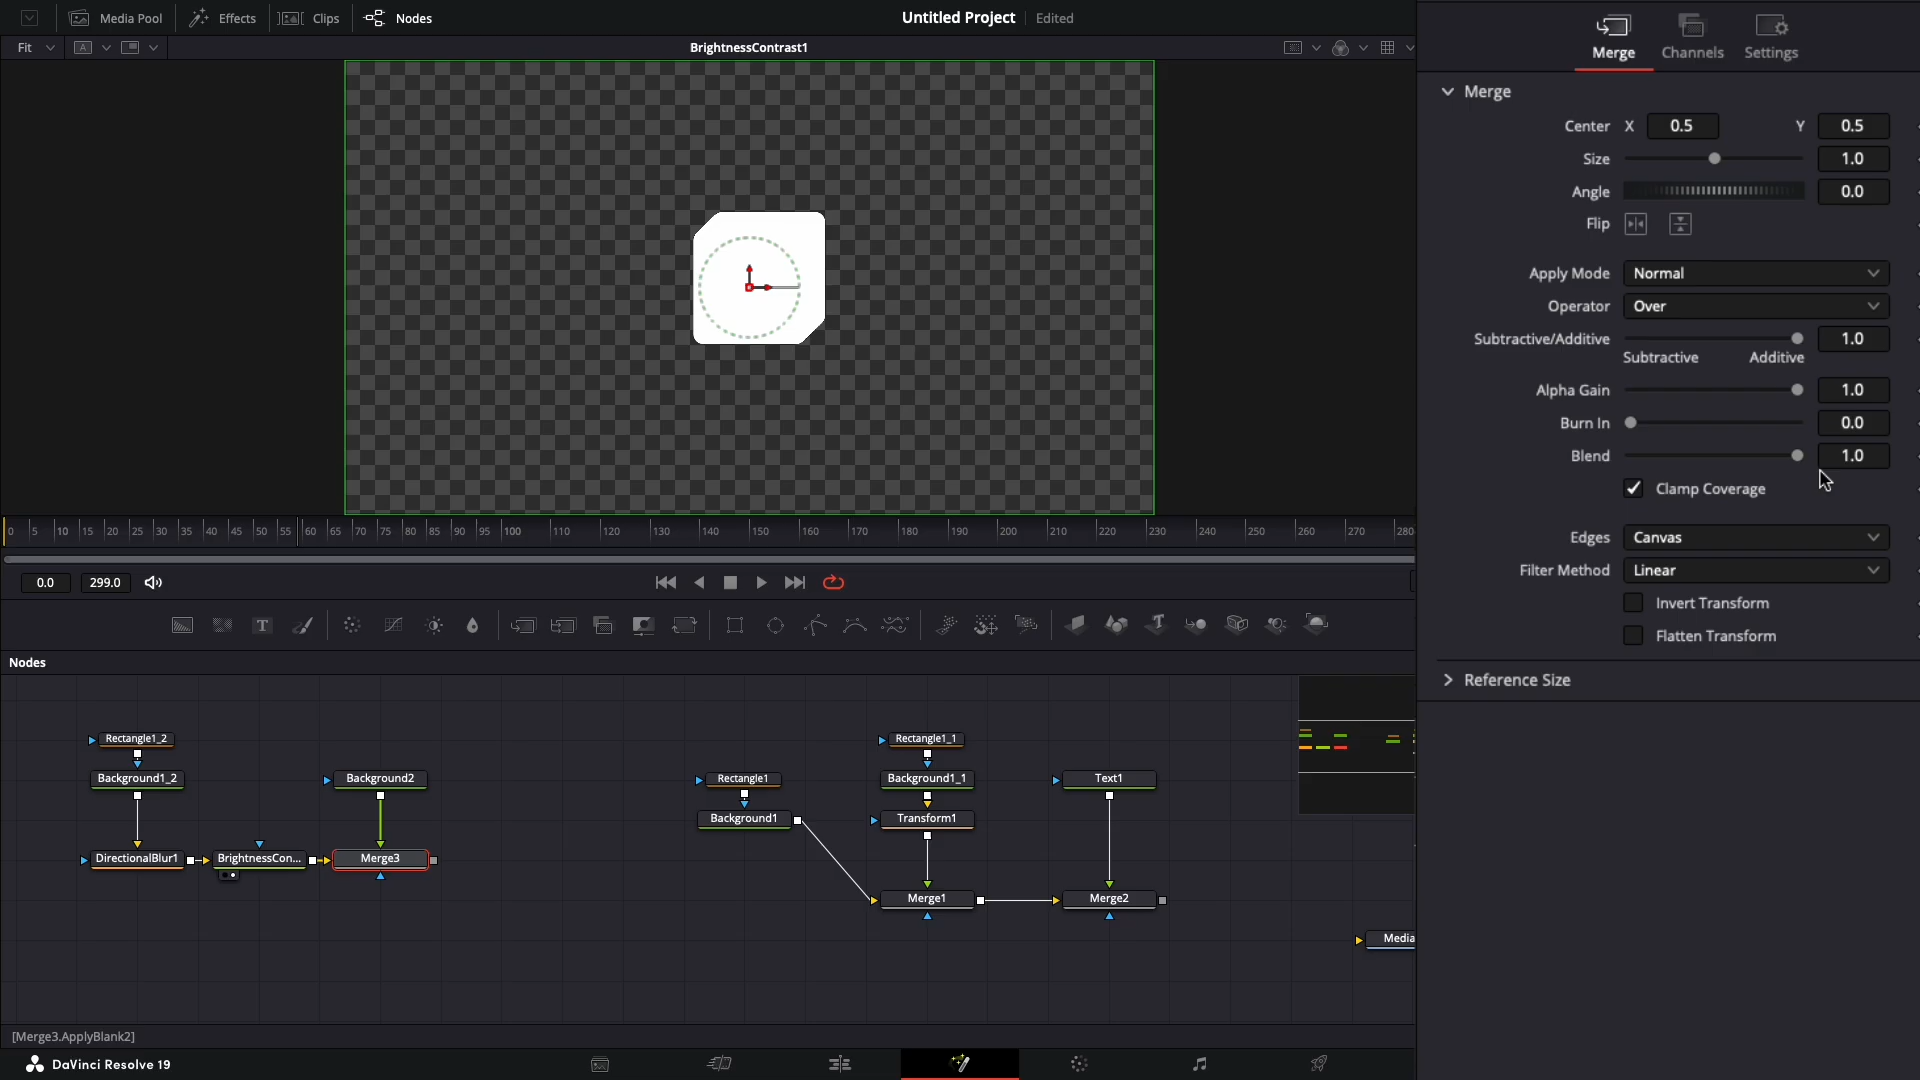 Media Pool Effects Clips Nodes Untitled Project Edited
Fit A BrightnessContrast1
Merge Channels Settings
Merge
Center X 0.5 Y 0.5
Size 1.0
Angle 0.0
Flip
Apply Mode Normal
Operator Over
Subtractive/Additive 1.0
Subtractive Additive
Alpha Gain 1.0
Burn In 0.0
Blend 1.0
Clamp Coverage
Edges Canvas
Filter Method Linear
Invert Transform
Flatten Transform
Reference Size
0 5 10 15 20 25 30 35 40 45 50 55 60 65 70 75 80 85 90 95 100 110 120 130 140 150 160 170 180 190 200 210 220 230 240 250 260 270 280
0.0 299.0
T
Nodes
Rectangle1_2 Rectangle1_1
Background1_2 Background2 Rectangle1 Background1_1 Text1
Background1 Transform1
DirectionalBlur1 BrightnessCon... Merge3
Merge1 Merge2
Media
[Merge3.ApplyBlank2]
DaVinci Resolve 19